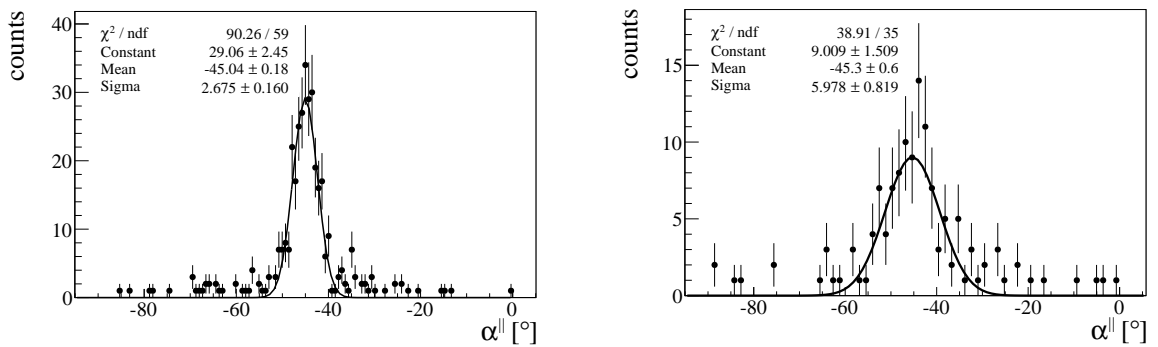 counts
40
30
20
10
0
χ² / ndf 90.26 / 59
Constant 29.06 ± 2.45
Mean -45.04 ± 0.18
Sigma 2.675 ± 0.160
-80 -60 -40 -20 0
α^|| [°]
counts
15
10
5
0
χ² / ndf 38.91 / 35
Constant 9.009 ± 1.509
Mean -45.3 ± 0.6
Sigma 5.978 ± 0.819
-80 -60 -40 -20 0
α^|| [°]